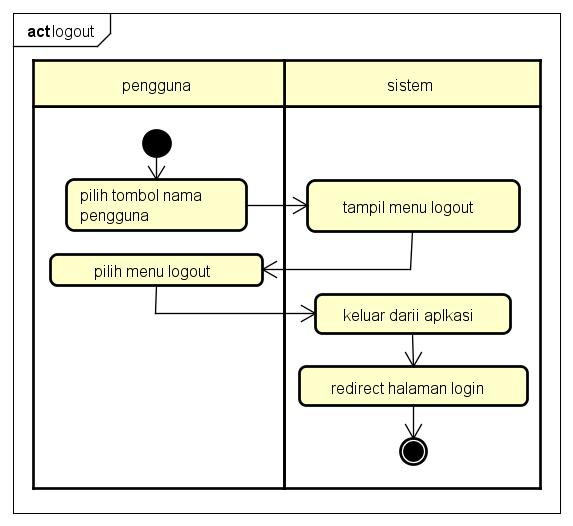 act logout
pengguna
sistem
pilih tombol nama
pengguna
tampil menu logout
pilih menu logout
keluar darii aplkasi
redirect halaman login